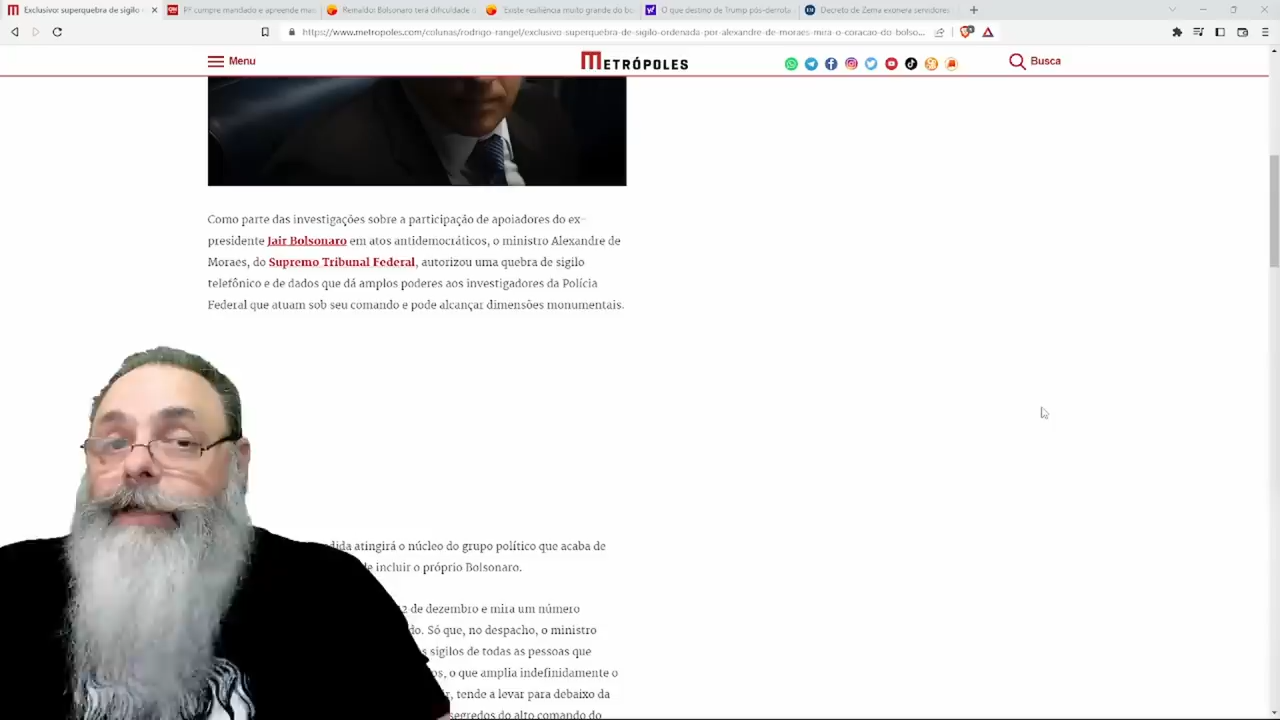 Exclusivo: superquebra de sigilo
PF cumpre mandado e apreende mais
Reinaldo: Bolsonaro terá dificuldade
'Existe resiliência muito grande do bo
O que destino de Trump pós-derrota
Decreto de Zema exonera servidores
https://www.metropoles.com/colunas/rodrigo-rangel/exclusivo-superquebra-de-sigilo-ordenada-por-alexandre-de-moraes-mira-o-coracao-do-bolso...
Menu
METRÓPOLES
Busca
Como parte das investigações sobre a participação de apoiadores do ex-
presidente Jair Bolsonaro em atos antidemocráticos, o ministro Alexandre de
Moraes, do Supremo Tribunal Federal, autorizou uma quebra de sigilo
telefônico e de dados que dá amplos poderes aos investigadores da Polícia
Federal que atuam sob seu comando e pode alcançar dimensões monumentais.
dida atingirá o núcleo do grupo político que acaba de
de incluir o próprio Bolsonaro.
2 de dezembro e mira um número
do. Só que, no despacho, o ministro
s sigilos de todas as pessoas que
os, o que amplia indefinidamente o
r, tende a levar para debaixo da
segredos do alto comando do